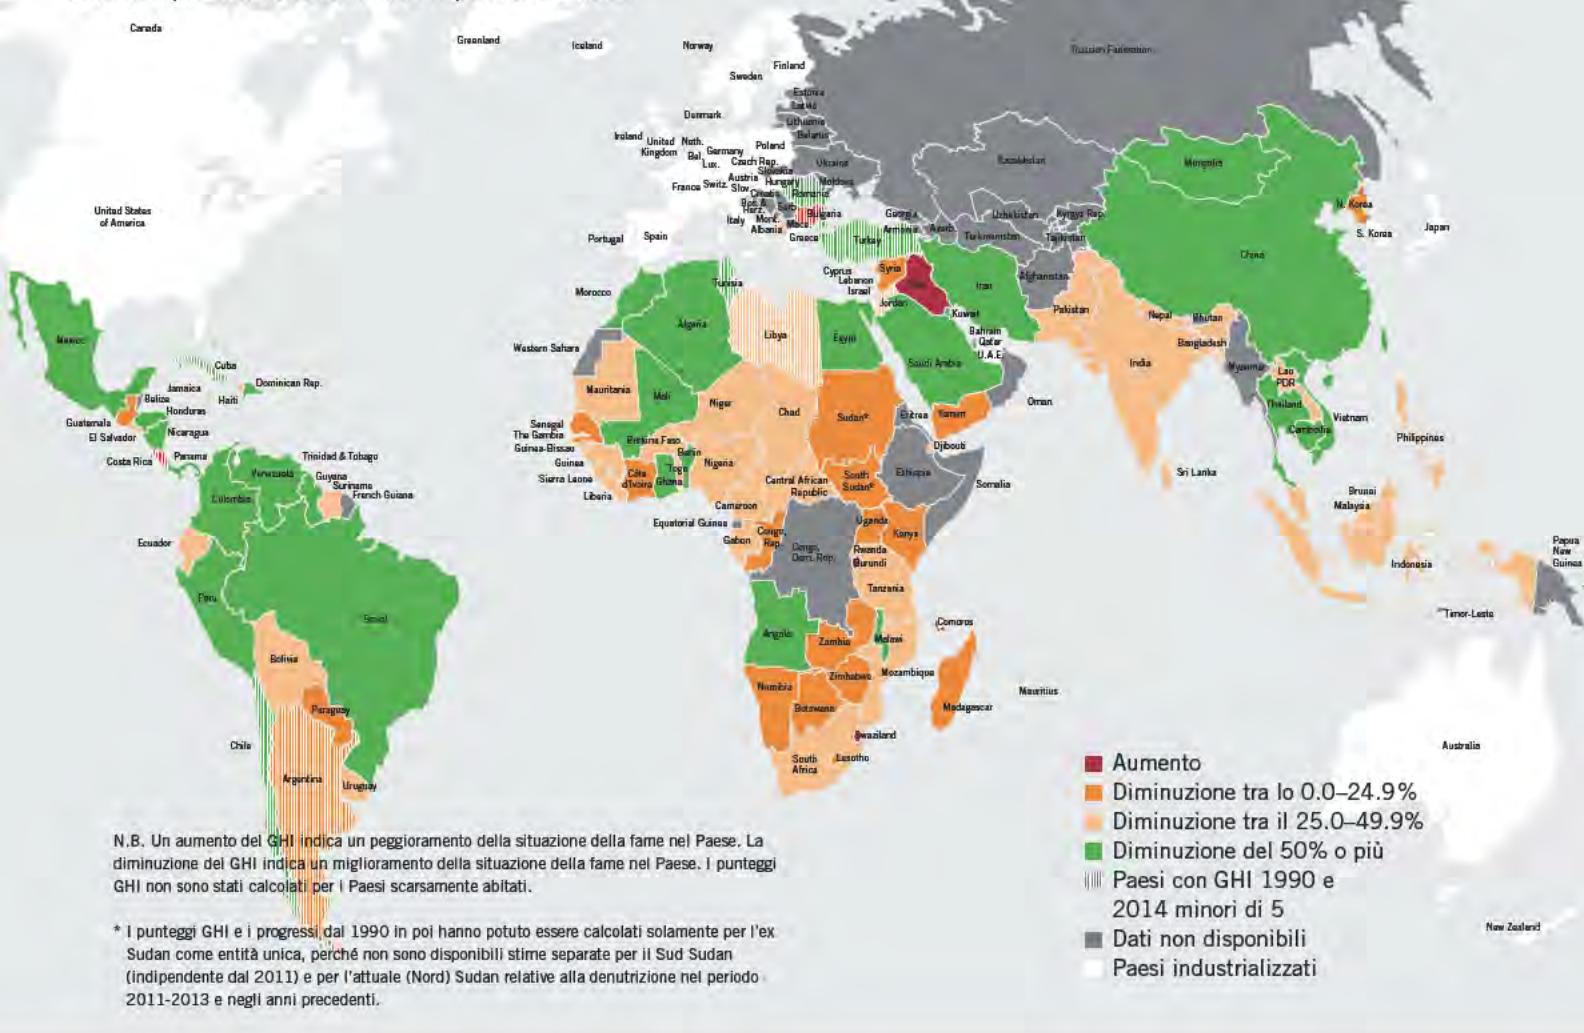 Canada
Greenland
Iceland
Norway
Finland
Sweden
Russian Federation
Estonia
Latvia
Denmark
Lithuania
Belarus
Ireland
United
Kingdom
Neth.
Bel.
Lux.
Germany
Poland
Czech Rep.
Slovakia
Ukraine
Kazakhstan
Mongolia
France
Switz.
Austria
Slov.
Hungary
Moldova
Croatia
Romania
Bos. &
Herz.
Serb.
Mont.
Bulgaria
Italy
Albania
Mace.
Georgia
Uzbekistan
Kyrgyz Rep.
N. Korea
United States
of America
Portugal
Spain
Greece
Turkey
Armenia
Azerb.
Turkmenistan
Tajikistan
S. Korea
Japan
China
Cyprus
Lebanon
Israel
Syria
Iran
Afghanistan
Tunisia
Morocco
Jordan
Kuwait
Pakistan
Nepal
Bhutan
Algeria
Libya
Egypt
Bahrain
Qatar
U.A.E.
Bangladesh
Mexico
Western Sahara
Saudi Arabia
India
Myanmar
Lao
PDR
Cuba
Jamaica
Dominican Rep.
Belize
Haiti
Honduras
Mauritania
Mali
Niger
Chad
Sudan*
Eritrea
Yemen
Oman
Thailand
Vietnam
Cambodia
Philippines
Guatemala
El Salvador
Nicaragua
Senegal
The Gambia
Guinea-Bissau
Burkina Faso
Djibouti
Costa Rica
Panama
Trinidad & Tobago
Venezuela
Guyana
Suriname
French Guiana
Colombia
Guinea
Sierra Leone
Liberia
Côte
d'Ivoire
Ghana
Togo
Benin
Nigeria
Central African
Republic
South
Sudan*
Ethiopia
Somalia
Sri Lanka
Brunei
Malaysia
Cameroon
Equatorial Guinea
Ecuador
Gabon
Congo,
Rep.
Congo,
Dem. Rep.
Uganda
Kenya
Rwanda
Burundi
Indonesia
Papua
New
Guinea
Peru
Brazil
Tanzania
Timor-Leste
Angola
Zambia
Malawi
Comoros
Bolivia
Mozambique
Zimbabwe
Namibia
Botswana
Madagascar
Mauritius
Paraguay
Chile
Swaziland
South
Africa
Lesotho
Australia
Argentina
Uruguay
New Zealand
Aumento
Diminuzione tra lo 0.0–24.9%
Diminuzione tra il 25.0–49.9%
Diminuzione del 50% o più
Paesi con GHI 1990 e
2014 minori di 5
Dati non disponibili
Paesi industrializzati
N.B. Un aumento del GHI indica un peggioramento della situazione della fame nel Paese. La
diminuzione del GHI indica un miglioramento della situazione della fame nel Paese. I punteggi
GHI non sono stati calcolati per i Paesi scarsamente abitati.
* I punteggi GHI e i progressi dal 1990 in poi hanno potuto essere calcolati solamente per l'ex
Sudan come entità unica, perché non sono disponibili stime separate per il Sud Sudan
(indipendente dal 2011) e per l'attuale (Nord) Sudan relative alla denutrizione nel periodo
2011-2013 e negli anni precedenti.